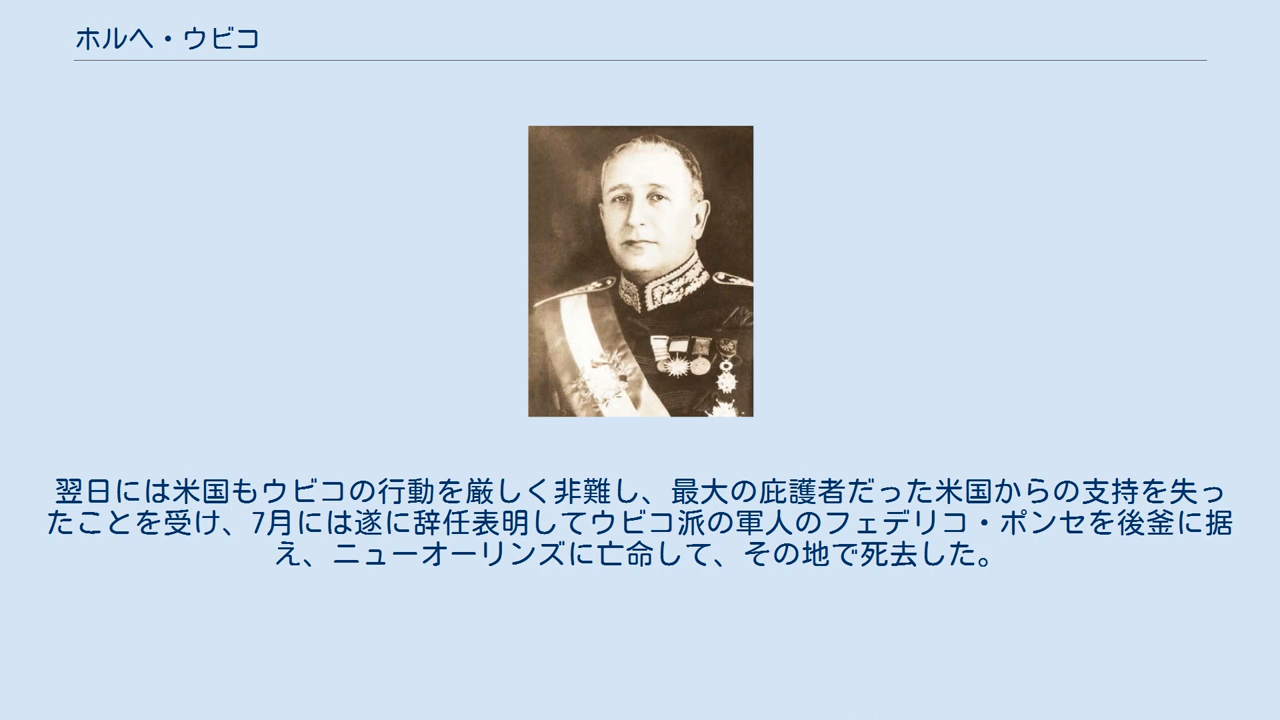 ホルヘ・ウビコ
翌日には米国もウビコの行動を厳しく非難し、最大の庇護者だった米国からの支持を失っ
たことを受け、7月には遂に辞任表明してウビコ派の軍人のフェデリコ・ポンセを後釜に据
え、ニューオーリンズに亡命して、その地で死去した。